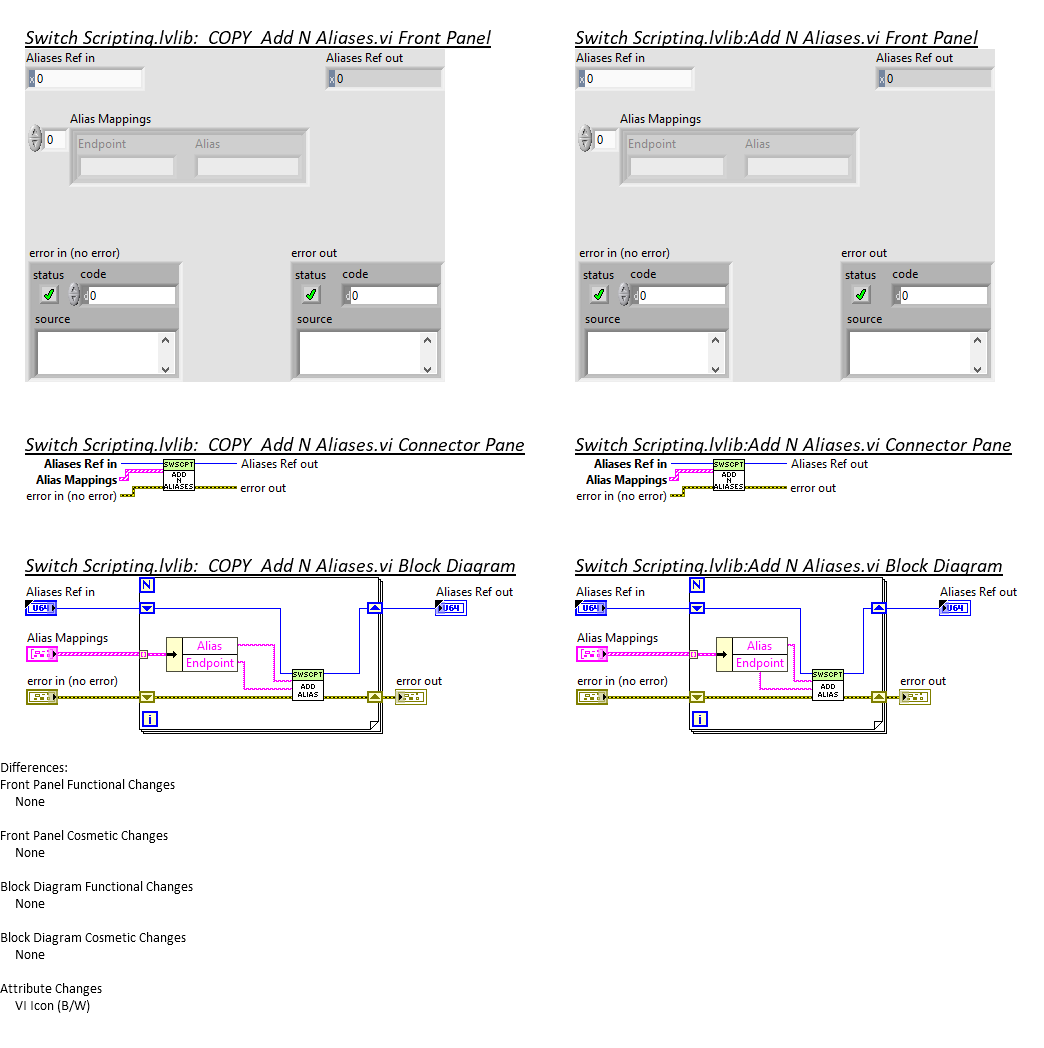 Switch Scripting.lvlib:  COPY  Add N Aliases.vi Front Panel
Aliases Ref in
Aliases Ref out
x 0
x 0
Alias Mappings
0
Endpoint
Alias
error in (no error)
error out
status
code
status
code
d 0
d 0
source
source
Switch Scripting.lvlib:Add N Aliases.vi Front Panel
Aliases Ref in
Aliases Ref out
x 0
x 0
Alias Mappings
0
Endpoint
Alias
error in (no error)
error out
status
code
status
code
d 0
d 0
source
source
Switch Scripting.lvlib:  COPY  Add N Aliases.vi Connector Pane
Aliases Ref in
Alias Mappings
error in (no error)
SWSCPT
ADD
N
ALIASES
Aliases Ref out
error out
Switch Scripting.lvlib:Add N Aliases.vi Connector Pane
Aliases Ref in
Alias Mappings
error in (no error)
SWSCPT
ADD
N
ALIASES
Aliases Ref out
error out
Switch Scripting.lvlib:  COPY  Add N Aliases.vi Block Diagram
N
Aliases Ref in
Aliases Ref out
U64
U64
Alias Mappings
Alias
Endpoint
error in (no error)
SWSCPT
ADD
ALIAS
error out
i
Switch Scripting.lvlib:Add N Aliases.vi Block Diagram
N
Aliases Ref in
Aliases Ref out
U64
U64
Alias Mappings
Alias
Endpoint
error in (no error)
SWSCPT
ADD
ALIAS
error out
i
Differences:
Front Panel Functional Changes
None
Front Panel Cosmetic Changes
None
Block Diagram Functional Changes
None
Block Diagram Cosmetic Changes
None
Attribute Changes
VI Icon (B/W)